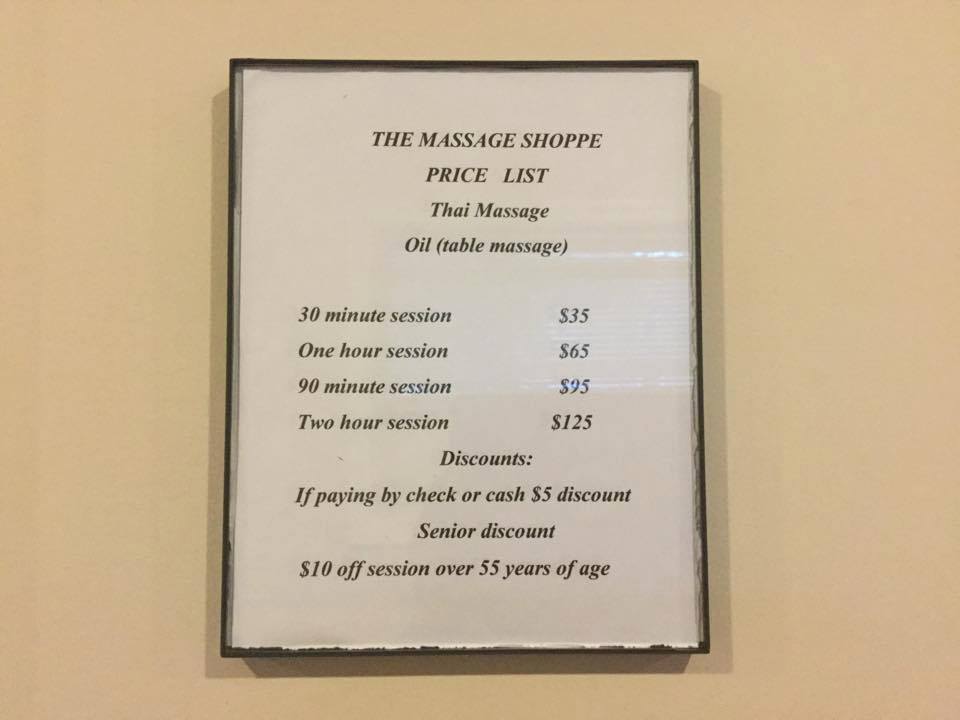 THE MASSAGE SHOPPE
PRICE LIST
Thai Massage
Oil (table massage)
30 minute session $35
One hour session $65
90 minute session $95
Two hour session $125
Discounts:
If paying by check or cash $5 discount
Senior discount
$10 off session over 55 years of age